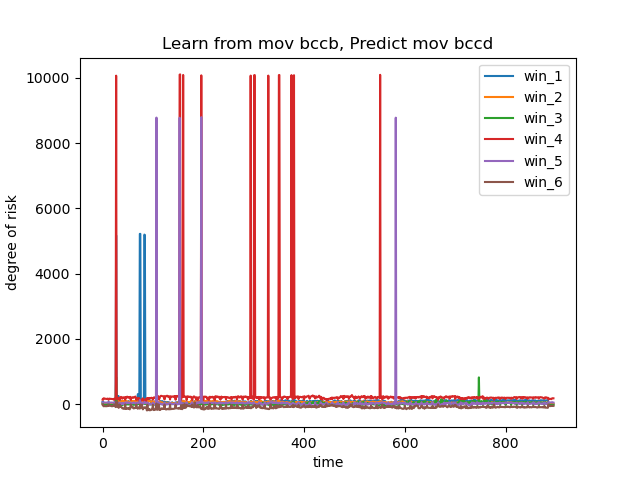 Learn from mov bccb, Predict mov bccd
degree of risk
10000
8000
6000
4000
2000
0
0
200
400
600
800
time
win_1
win_2
win_3
win_4
win_5
win_6